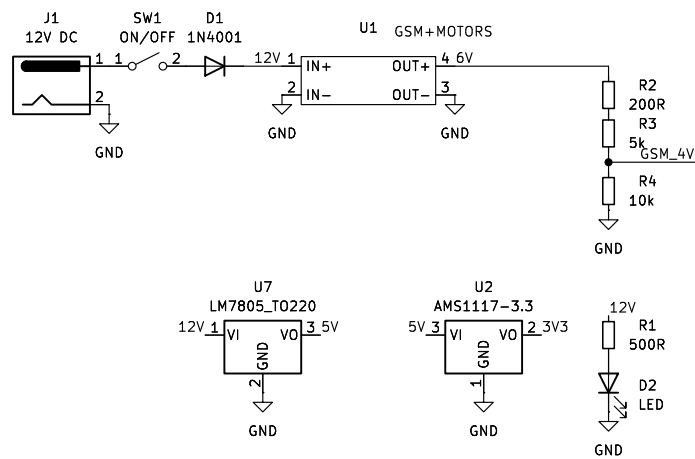 J1
12V DC
SW1
ON/OFF
D1
1N4001
U1
GSM+MOTORS
1
1
2
12V
1
IN+
OUT+
4
6V
2
2
IN-
OUT-
3
GND
GND
GND
R2
200R
R3
5k
GSM_4V
R4
10k
GND
U7
LM7805_TO220
12V
1
VI
VO
3
5V
GND
2
GND
U2
AMS1117-3.3
5V
3
VI
VO
2
3V3
GND
1
GND
12V
R1
500R
D2
LED
GND